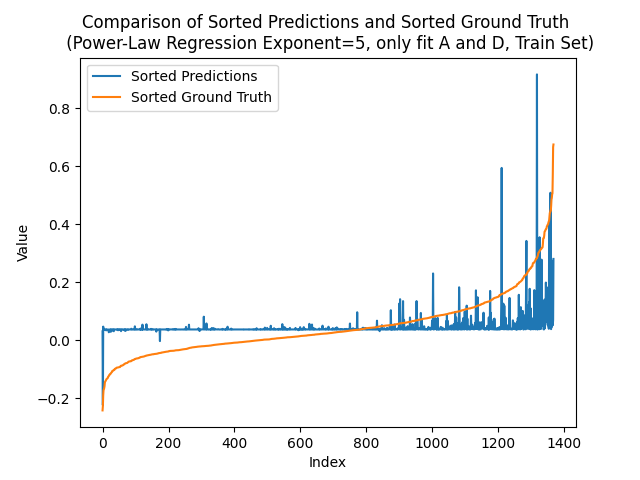 Comparison of Sorted Predictions and Sorted Ground Truth
(Power-Law Regression Exponent=5, only fit A and D, Train Set)
Sorted Predictions
Sorted Ground Truth
0.8
0.6
0.4
0.2
0.0
−0.2
Value
0 200 400 600 800 1000 1200 1400
Index